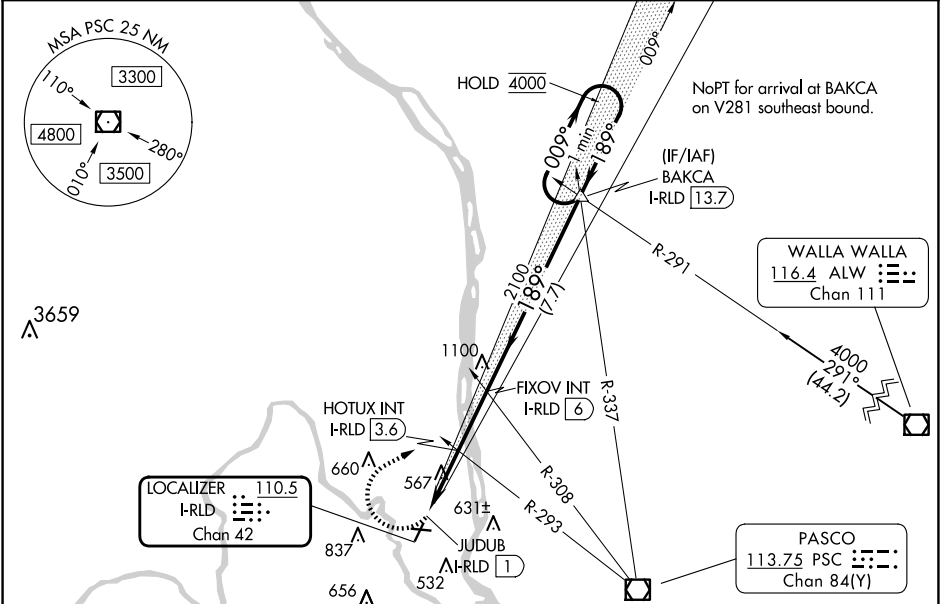 MSA PSC 25 NM
110°
3300
4800
280°
3500
010°
HOLD 4000
009°
NoPT for arrival at BAKCA
on V281 southeast bound.
009°
1 min
189°
(IF/IAF)
BAKCA
I-RLD 13.7
R-291
WALLA WALLA
116.4 ALW
Chan 111
2100
189°
(7.7)
3659
4000
291°
(44.2)
1100
FIXOV INT
I-RLD 6
R-337
HOTUX INT
I-RLD 3.6
660
567
R-308
R-293
LOCALIZER 110.5
I-RLD
Chan 42
631±
837
JUDUB
I-RLD 1
532
656
PASCO
113.75 PSC
Chan 84(Y)